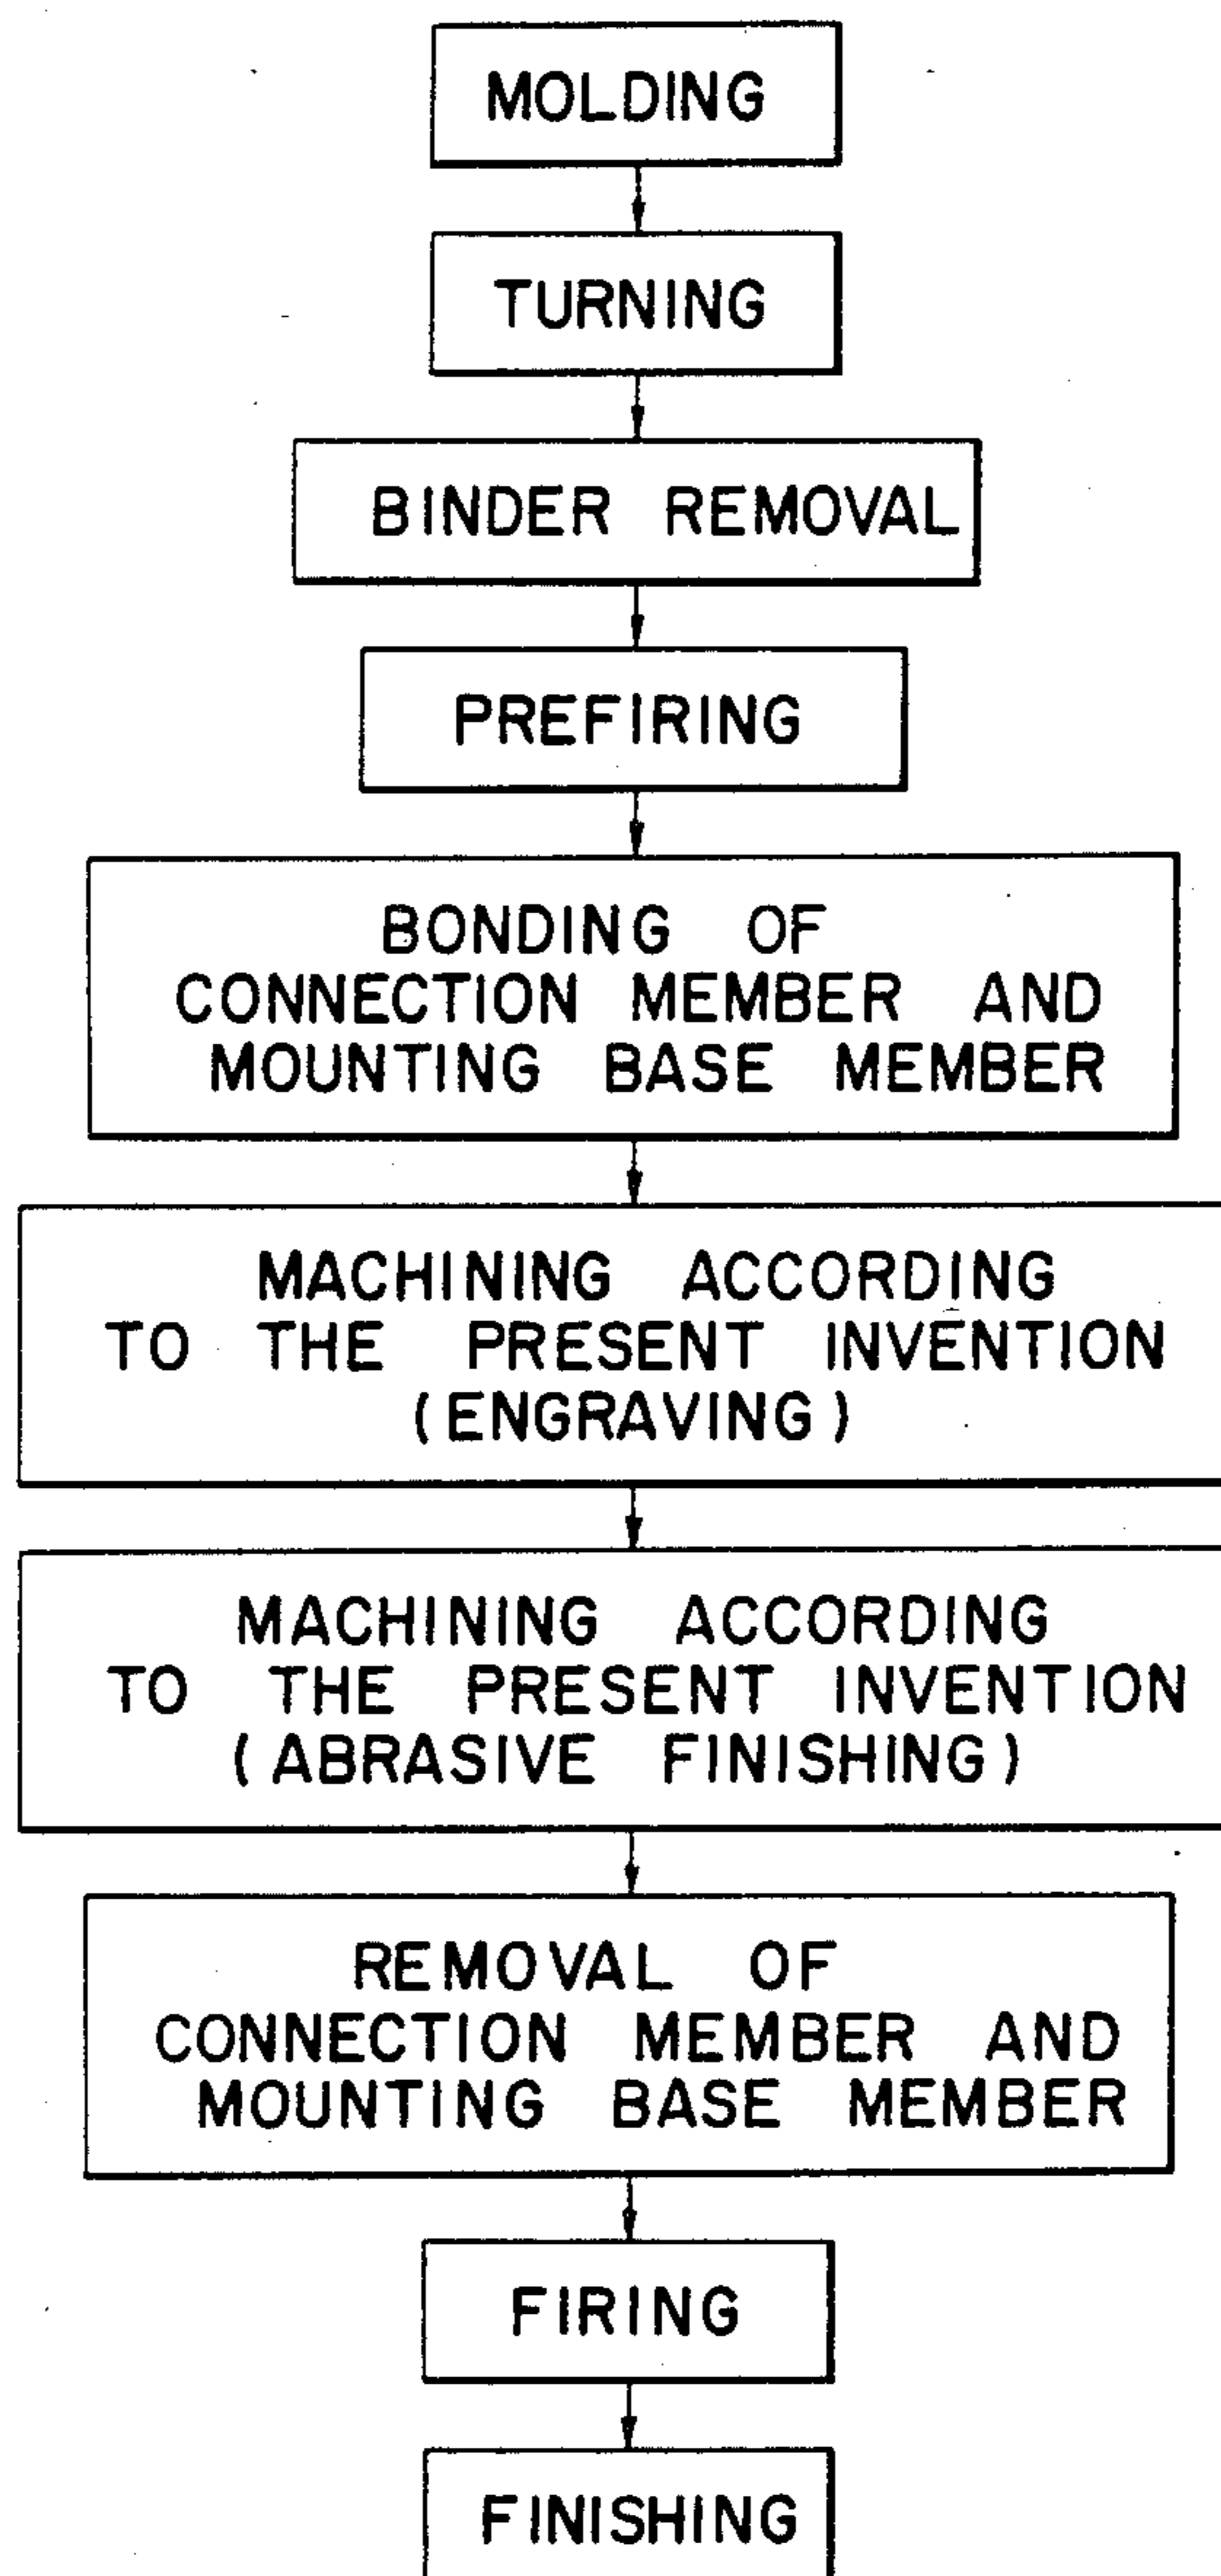 MOLDING
TURNING
BINDER REMOVAL
PREFIRING
BONDING OF
CONNECTION MEMBER AND
MOUNTING BASE MEMBER
MACHINING ACCORDING
TO THE PRESENT INVENTION
(ENGRAVING)
MACHINING ACCORDING
TO THE PRESENT INVENTION
(ABRASIVE FINISHING)
REMOVAL OF
CONNECTION MEMBER AND
MOUNTING BASE MEMBER
FIRING
FINISHING